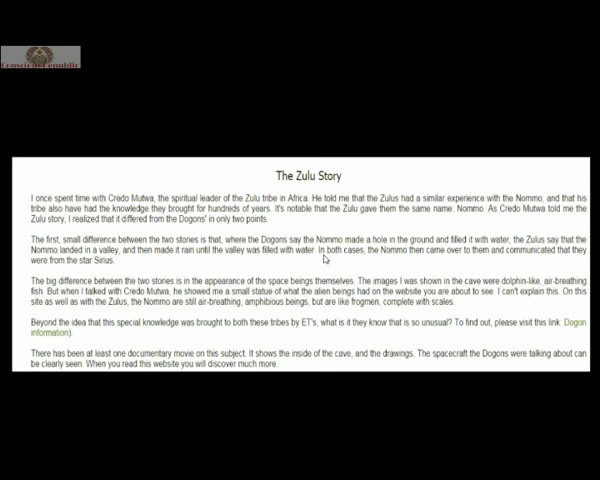 ConsciousRepublic
The Zulu Story
I once spent time with Credo Mutwa, the spiritual leader of the Zulu tribe in Africa. He told me that the Zulus had a similar experience with the Nommo, and that his
tribe also have had the knowledge they brought for hundreds of years. It's notable that the Zulu gave them the same name: Nommo. As Credo Mutwa told me the
Zulu story, I realized that it differed from the Dogons' in only two points.
The first, small difference between the two stories is that, where the Dogons say the Nommo made a hole in the ground and filled it with water, the Zulus say that the
Nommo landed in a valley, and then made it rain until the valley was filled with water. In both cases, the Nommo then came over to them and communicated that they
were from the star Sirius.
The big difference between the two stories is in the appearance of the space beings themselves. The images I was shown in the cave were dolphin-like, air-breathing
fish. But when I talked with Credo Mutwa, he showed me a small statue of what the alien beings had on the website you are about to see. I can't explain this. On this
site as well as with the Zulus, the Nommo are still air-breathing, amphibious beings, but are like frogmen, complete with scales.
Beyond the idea that this special knowledge was brought to both these tribes by ET's, what is it they know that is so unusual? To find out, please visit this link: Dogon
information)
There has been at least one documentary movie on this subject. It shows the inside of the cave, and the drawings. The spacecraft the Dogons were talking about can
be clearly seen. When you read this website you will discover much more.